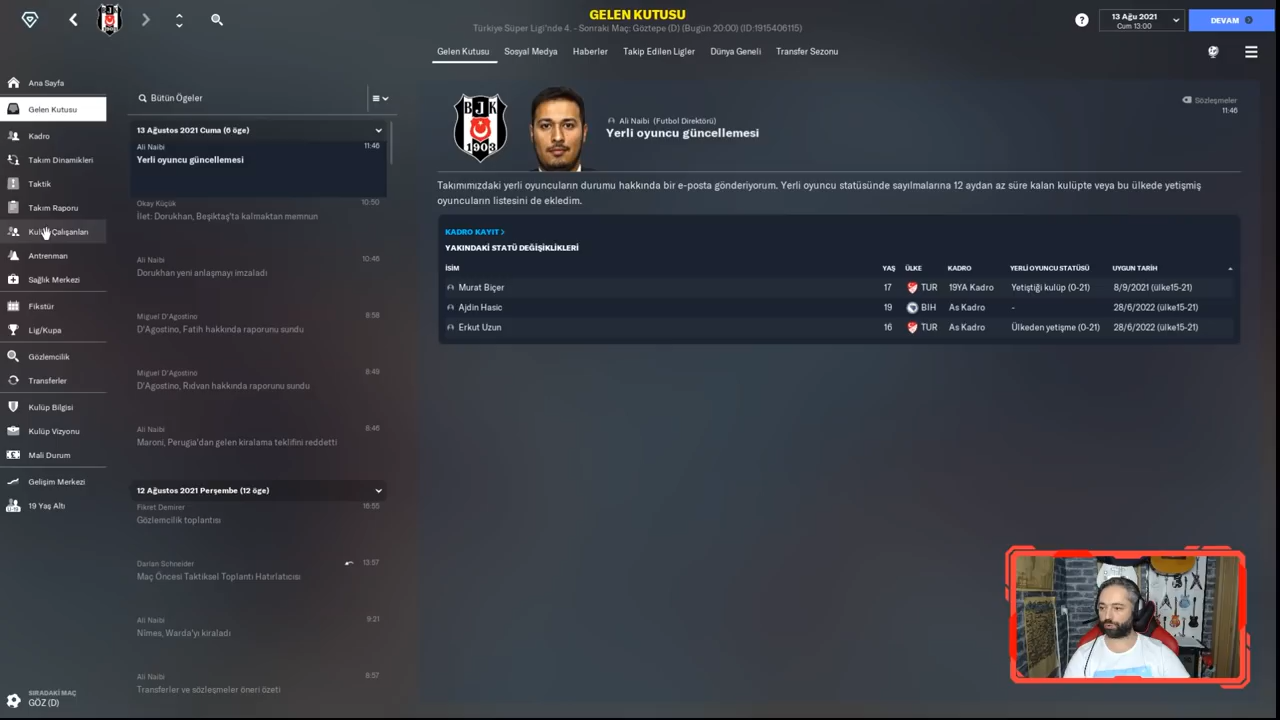 GELEN KUTUSU
Türkiye Süper Ligi'nde 4. - Sonraki Maç: Göztepe (D) (Bugün 20:00) (ID:1915406115)
13 Ağu 2021
Cum 13:00
DEVAM
Gelen Kutusu
Sosyal Medya
Haberler
Takip Edilen Ligler
Dünya Geneli
Transfer Sezonu
Ana Sayfa
Gelen Kutusu
Kadro
Takım Dinamikleri
Taktik
Takım Raporu
Kulüp Çalışanları
Antrenman
Sağlık Merkezi
Fikstür
Lig/Kupa
Gözlemcilik
Transferler
Kulüp Bilgisi
Kulüp Vizyonu
Mali Durum
Gelişim Merkezi
19 Yaş Altı
SIRADAKİ MAÇ
GÖZ (D)
Bütün Ögeler
13 Ağustos 2021 Cuma (6 öge)
Ali Naibi 11:46
Yerli oyuncu güncellemesi
Okay Küçük 10:50
İlet: Dorukhan, Beşiktaş'ta kalmaktan memnun
Ali Naibi 10:46
Dorukhan yeni anlaşmayı imzaladı
Miguel D'Agostino 8:58
D'Agostino, Fatih hakkında raporunu sundu
Miguel D'Agostino 8:49
D'Agostino, Rıdvan hakkında raporunu sundu
Ali Naibi 8:46
Maroni, Perugia'dan gelen kiralama teklifini reddetti
12 Ağustos 2021 Perşembe (12 öge)
Fikret Demirer 16:55
Gözlemcilik toplantısı
Darian Schneider 13:57
Maç Öncesi Taktiksel Toplantı Hatırlatıcısı
Ali Naibi 9:21
Nîmes, Warda'yı kiraladı
Ali Naibi 8:57
Transferler ve sözleşmeler öneri özeti
BJK
1903
Ali Naibi (Futbol Direktörü)
Yerli oyuncu güncellemesi
Sözleşmeler
11:46
Takımımızdaki yerli oyuncuların durumu hakkında bir e-posta gönderiyorum. Yerli oyuncu statüsünde sayılmalarına 12 aydan az süre kalan kulüpte veya bu ülkede yetişmiş
oyuncuların listesini de ekledim.
KADRO KAYIT >
YAKINDAKİ STATÜ DEĞİŞİKLİKLERİ
İSİM YAŞ ÜLKE KADRO YERLİ OYUNCU STATÜSÜ UYGUN TARİH
Murat Biçer 17 TUR 19YA Kadro Yetiştiği kulüp (0-21) 8/9/2021 (ülke15-21)
Ajdin Hasic 19 BIH As Kadro - 28/6/2022 (ülke15-21)
Erkut Uzun 16 TUR As Kadro Ülkeden yetişme (0-21) 28/6/2022 (ülke15-21)